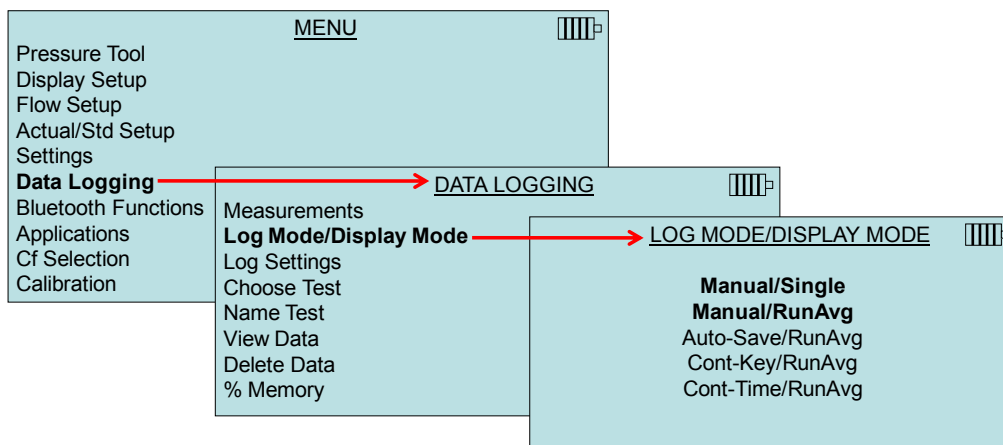 MENU
Pressure Tool
Display Setup
Flow Setup
Actual/Std Setup
Settings
Data Logging
Bluetooth Functions
Applications
Cf Selection
Calibration
DATA LOGGING
Measurements
Log Mode/Display Mode
Log Settings
Choose Test
Name Test
View Data
Delete Data
% Memory
LOG MODE/DISPLAY MODE
Manual/Single
Manual/RunAvg
Auto-Save/RunAvg
Cont-Key/RunAvg
Cont-Time/RunAvg